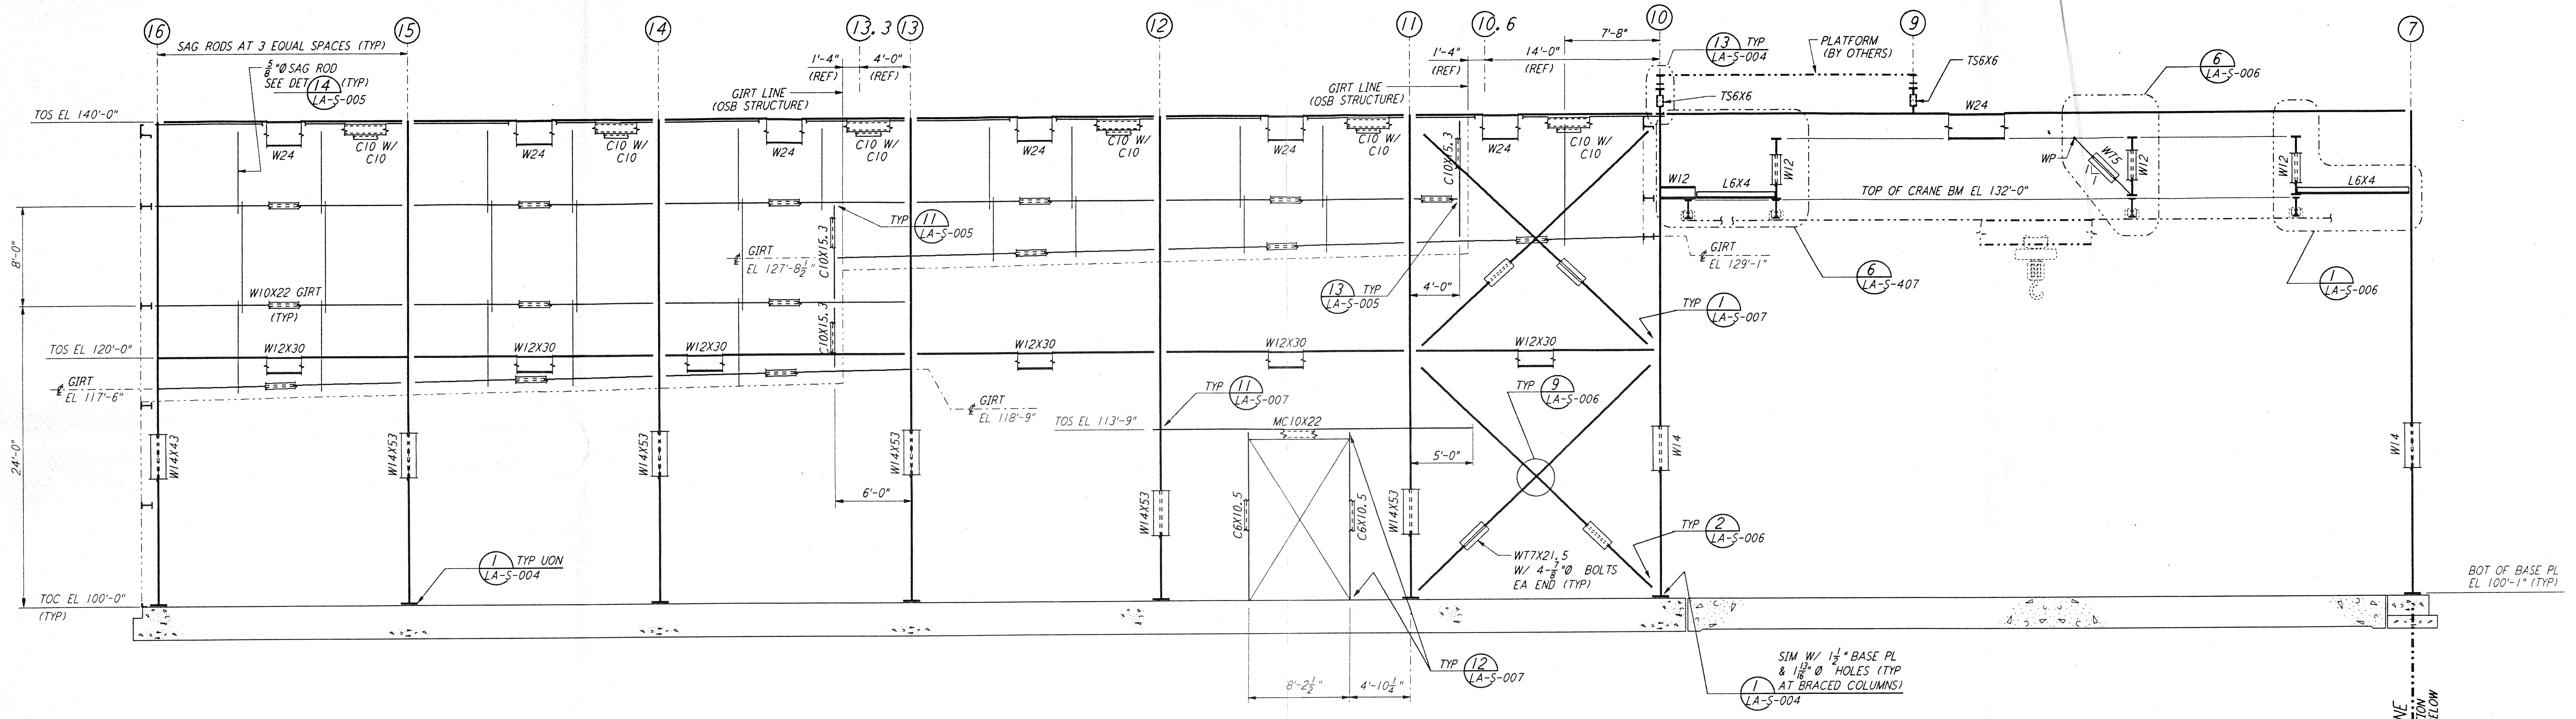 16
15
14
13.3
13
12
11
10.6
10
9
7
SAG RODS AT 3 EQUAL SPACES (TYP)
5/8"Ø SAG ROD
SEE DET 14 (TYP)
LA-S-005
1'-4"
(REF)
4'-0"
(REF)
GIRT LINE
(OSB STRUCTURE)
1'-4"
(REF)
14'-0"
(REF)
7'-8"
GIRT LINE
(OSB STRUCTURE)
13 TYP
LA-S-004
PLATFORM
(BY OTHERS)
TS6X6
TS6X6
6
LA-S-006
TOS EL 140'-0"
W24
C10 W/
C10
W24
C10 W/
C10
W24
C10 W/
C10
W24
C10 W/
C10
W24
C10 W/
C10
W24
C10 W/
C10
W24
C10X15.3
W12
L6X4
W12
TOP OF CRANE BM EL 132'-0"
WP
WT5
W12
W12
L6X4
TYP 11
LA-S-005
C10X15.3
GIRT
EL 127'-8 1/2"
GIRT
EL 129'-1"
8'-0"
W10X22 GIRT
(TYP)
C10X15.3
13 TYP
LA-S-005
4'-0"
TYP 1
LA-S-007
6
LA-S-407
1
LA-S-006
TOS EL 120'-0"
W12X30
W12X30
W12X30
W12X30
W12X30
W12X30
GIRT
EL 117'-6"
GIRT
EL 118'-9"
TYP 11
LA-S-007
TYP 9
LA-S-006
TOS EL 113'-9"
MC10X22
24'-0"
W14X43
W14X53
W14X53
W14X53
W14X53
W14X53
W14
W14
5'-0"
6'-0"
C6X10.5
C6X10.5
WT7X21.5
W/ 4-7/8"Ø BOLTS
EA END (TYP)
TYP 2
LA-S-006
1 TYP UON
LA-S-004
TOC EL 100'-0"
(TYP)
BOT OF BASE PL
EL 100'-1" (TYP)
TYP 12
LA-S-007
8'-2 1/2"
4'-10 1/4"
SIM W/ 1 1/2" BASE PL
& 1 13/16" Ø HOLES (TYP
1 AT BRACED COLUMNS)
LA-S-004